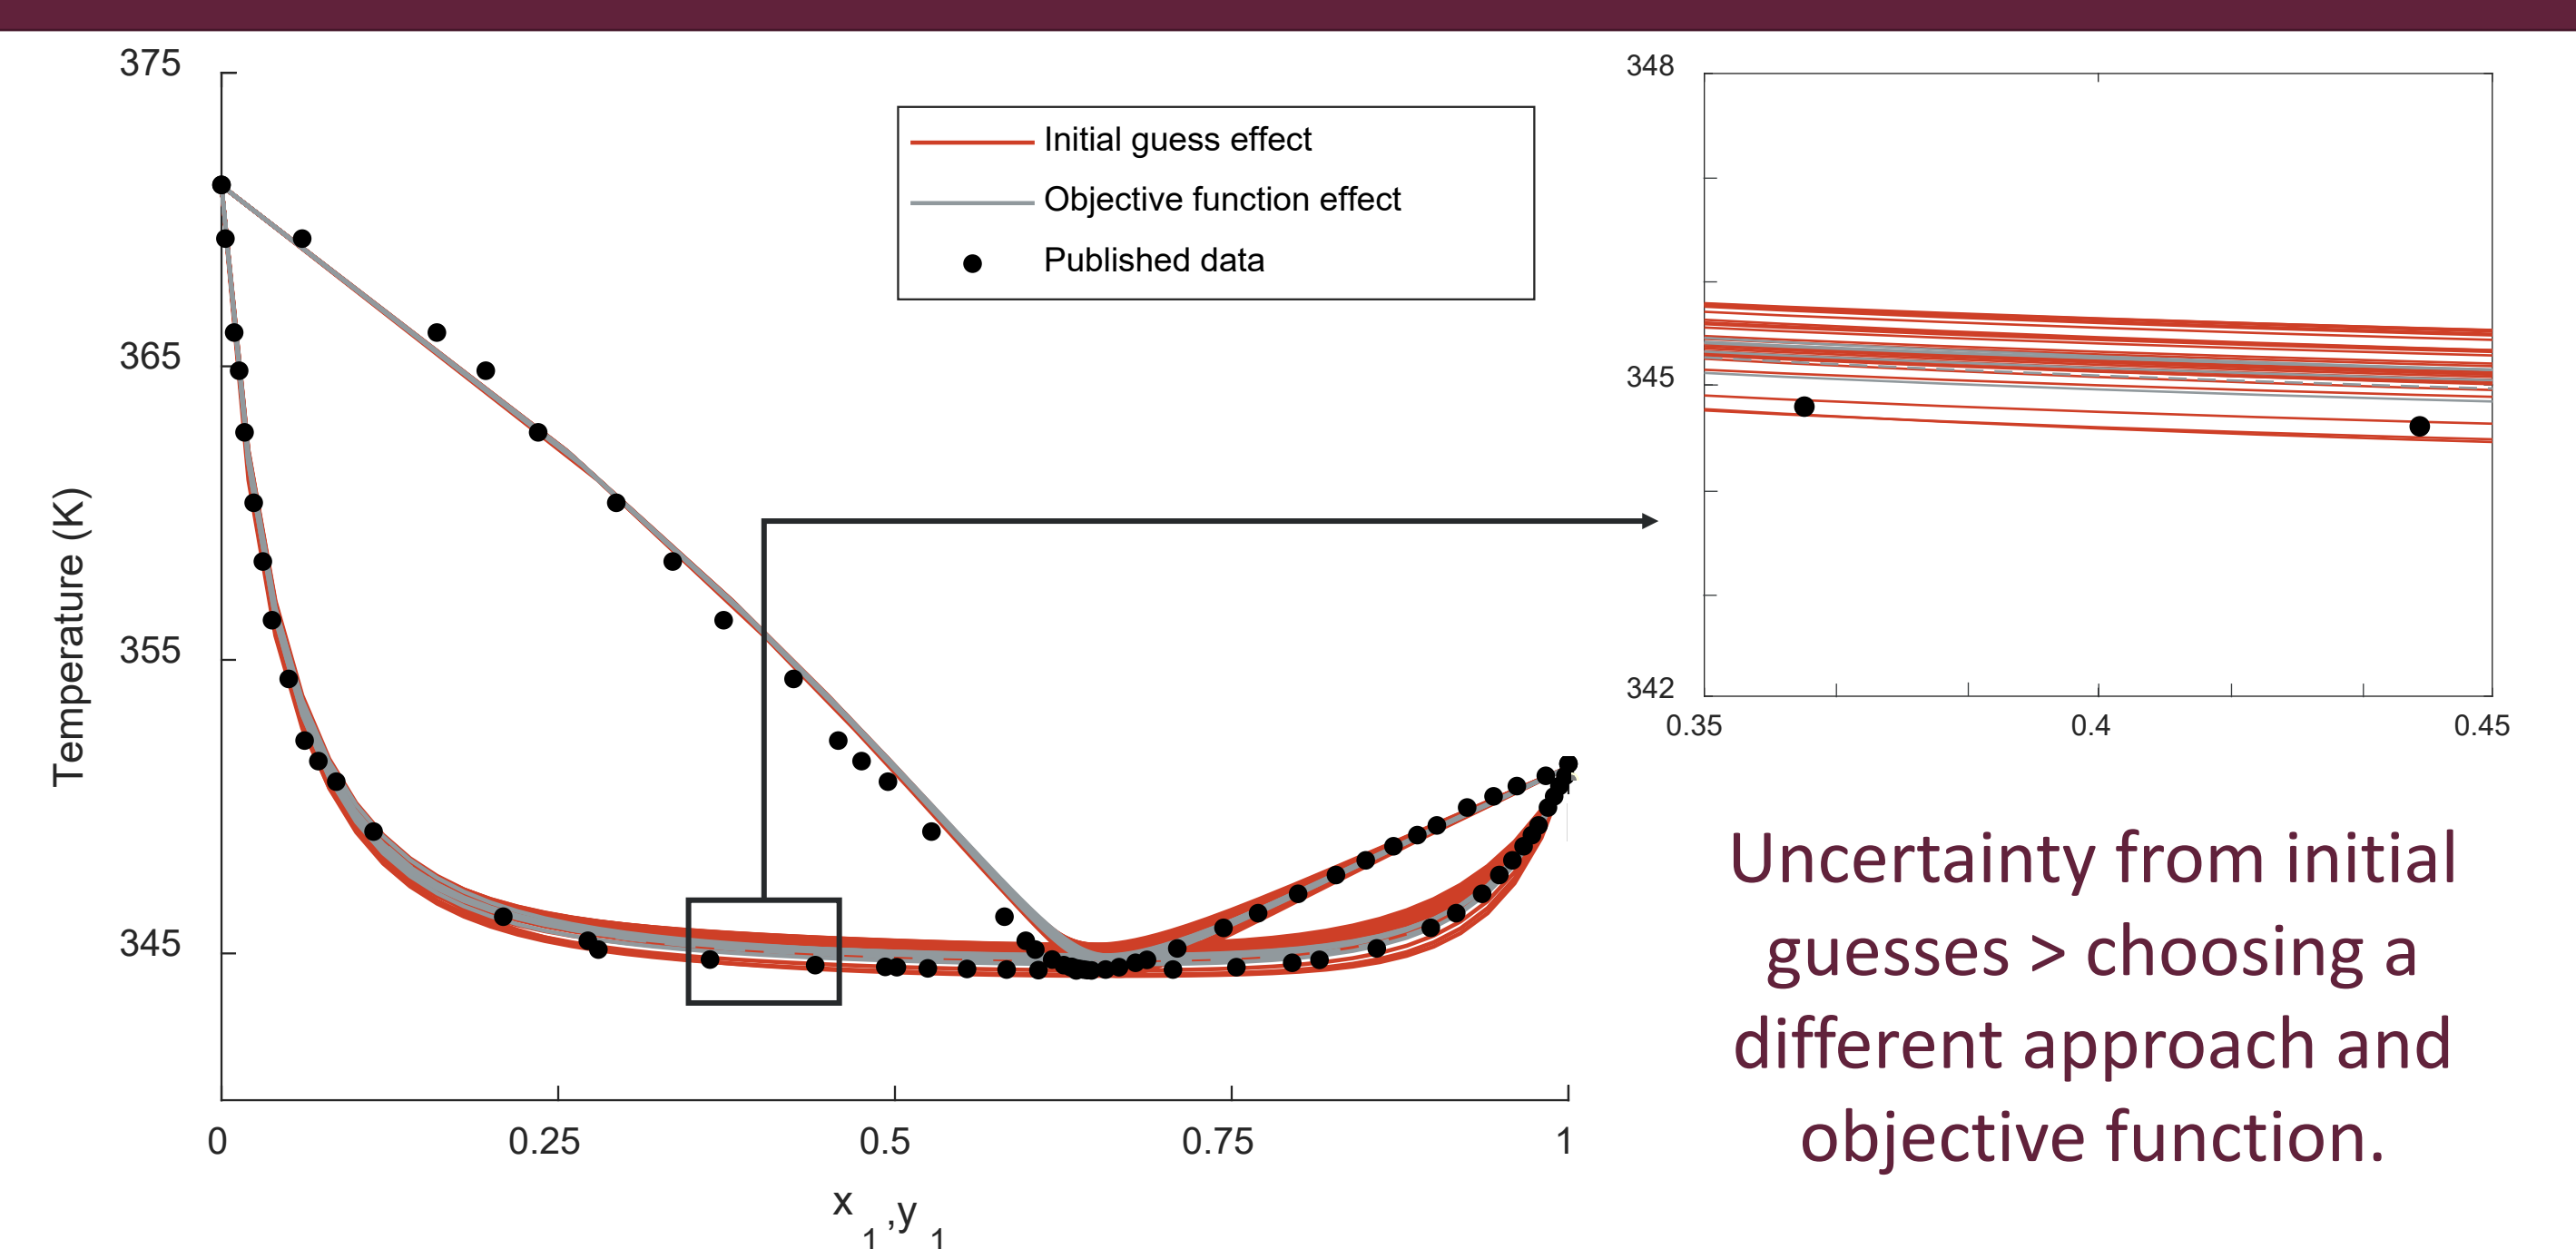 375
365
355
345
Temperature (K)
0
0.25
0.5
0.75
1
x1,y1
Initial guess effect
Objective function effect
Published data
348
345
342
0.35
0.4
0.45
Uncertainty from initial
guesses > choosing a
different approach and
objective function.